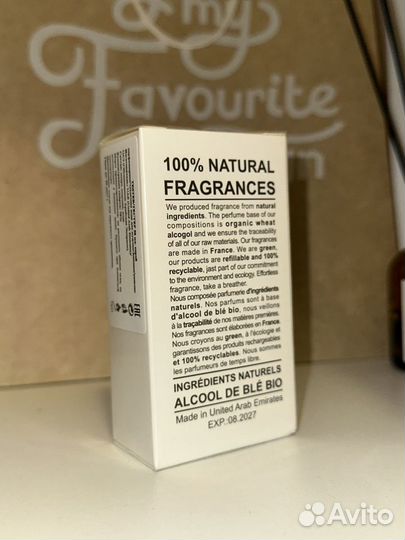 my
Favourite
100% NATURAL
FRAGRANCES
We produced fragrance from natural
ingredients. The perfume base of our
compositions is organic wheat
alcogol and we ensure the traceability
of all of our raw materials. Our fragrances
are made in France. We are green,
our products are refillable and 100%
recyclable, jast part of our commitment
to the environment and ecology. Effortless
fragrance, take a breather.
Nous composée parfumerie d'ingrédients
naturels. Nos parfums sont à base
d'alcool de blé bio, nous veillons
à la traçabilité de nos matières premières.
Nos fragrances sont élaborées en France.
Nous croyons au green, à l'écologie et
garantissons des produits rechargeables
et 100% recyclables. Nous sommes
les parfumeurs de temps libre.
INGRÉDIENTS NATURELS
ALCOOL DE BLÉ BIO
Made in United Arab Emirates
EXP.:08.2027
EAC
Avito